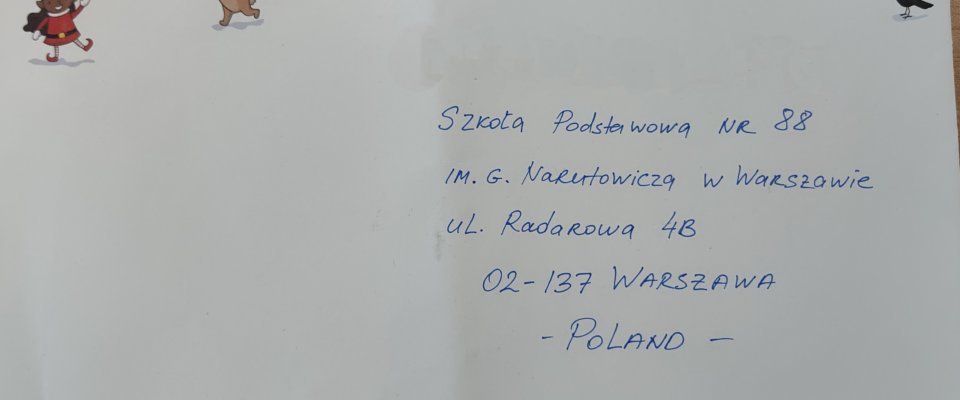 Szkoła Podstawowa NR 88
IM. G. Narutowicza w Warszawie
ul. Radarowa 4B
02-137 WARSZAWA
- POLAND -